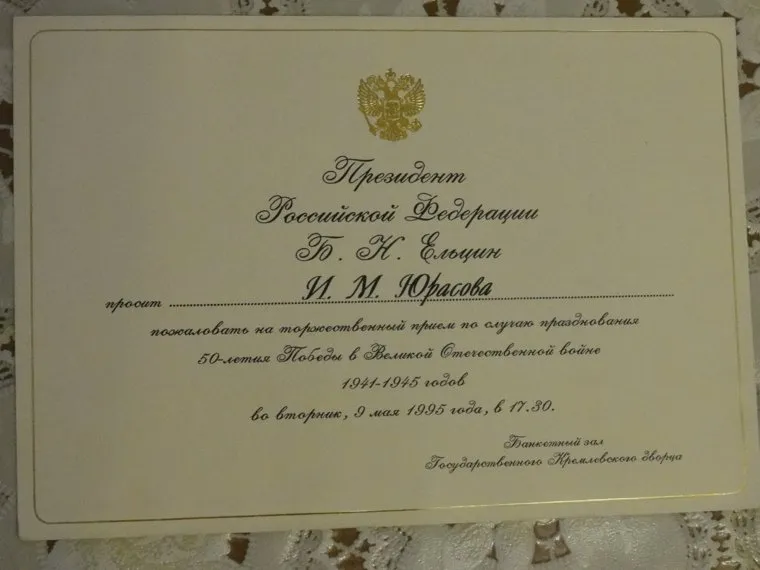 Президент
Российской Федерации
Б. Н. Ельцин
просит И. М. Юрасова
пожаловать на торжественный прием по случаю празднования
50-летия Победы в Великой Отечественной войне
1941-1945 годов
во вторник, 9 мая 1995 года, в 17.30.
Банкетный зал
Государственного Кремлевского дворца